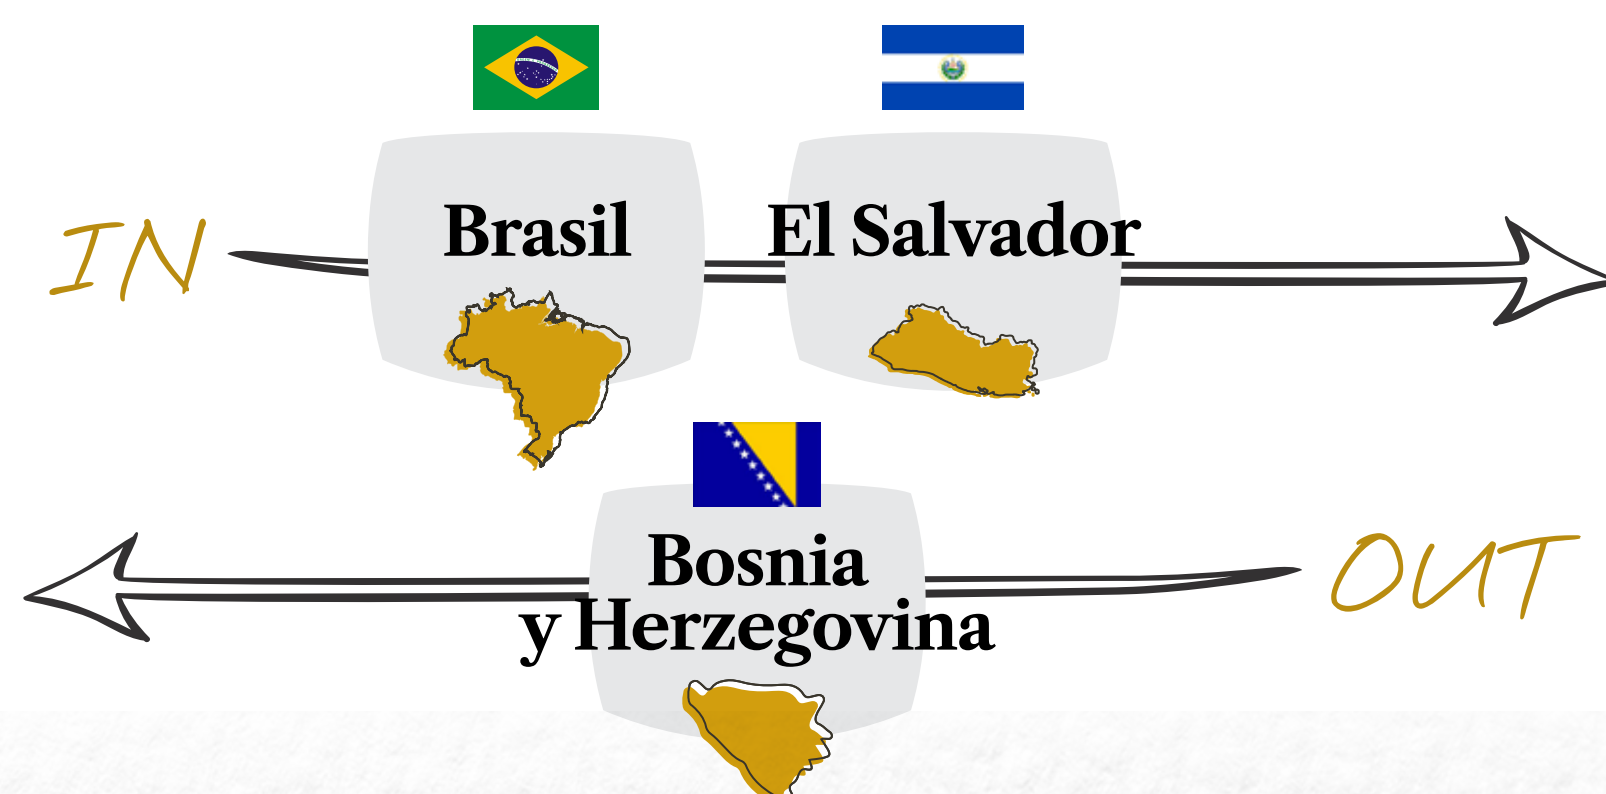 IN
Brasil
El Salvador
OUT
Bosnia
y Herzegovina